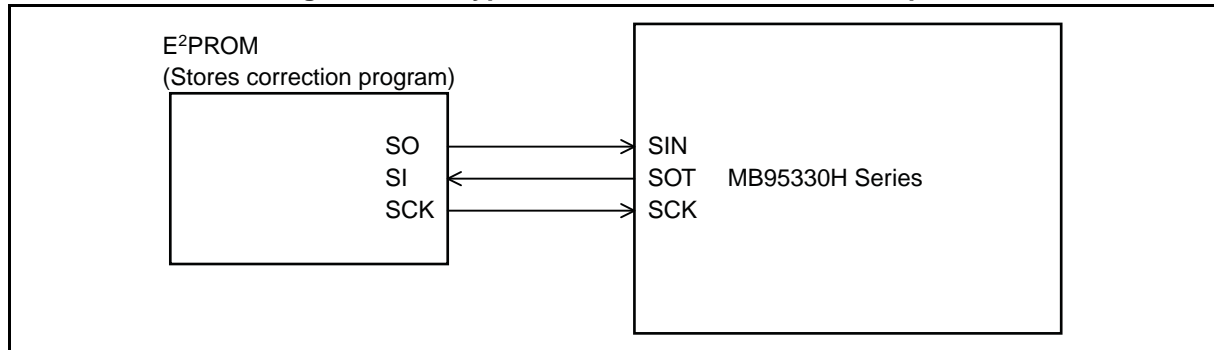 E²PROM
(Stores correction program)
SO
SIN
SI
SOT MB95330H Series
SCK
SCK